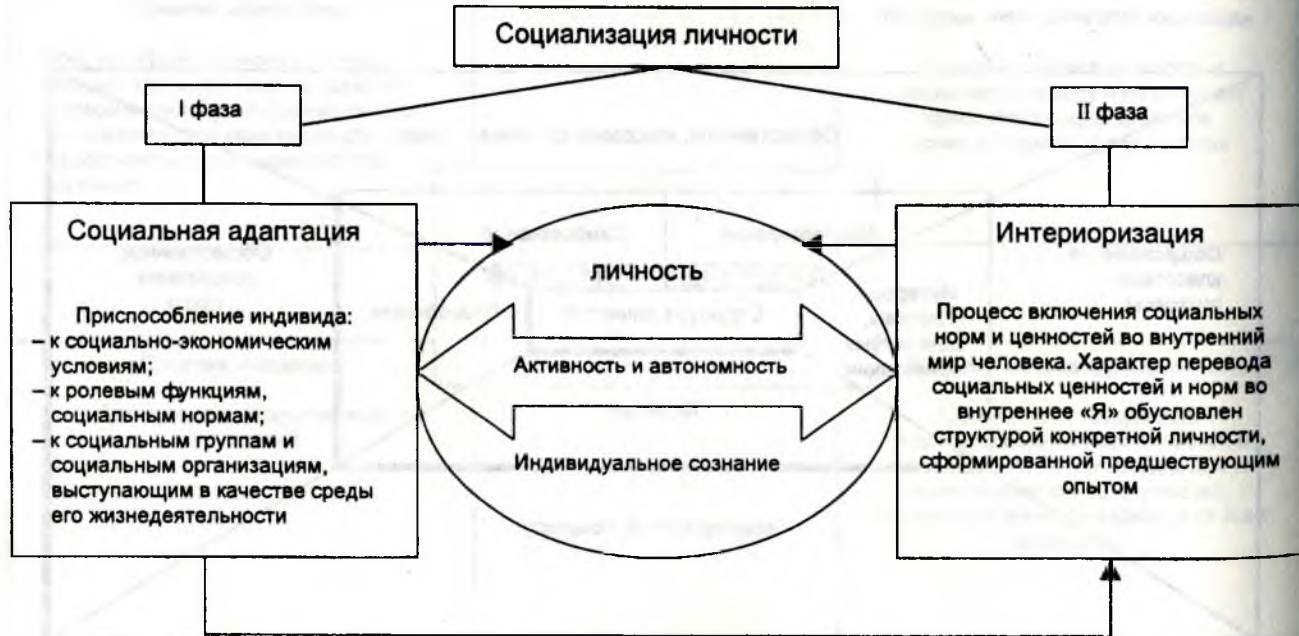 Социализация личности
I фаза
II фаза
Социальная адаптация
Приспособление индивида:
– к социально-экономическим
условиям;
– к ролевым функциям,
социальным нормам;
– к социальным группам и
социальным организациям,
выступающим в качестве среды
его жизнедеятельности
ЛИЧНОСТЬ
Активность и автономность
Индивидуальное сознание
Интериоризация
Процесс включения социальных
норм и ценностей во внутренний
мир человека. Характер перевода
социальных ценностей и норм во
внутреннее «Я» обусловлен
структурой конкретной личности,
сформированной предшествующим
опытом